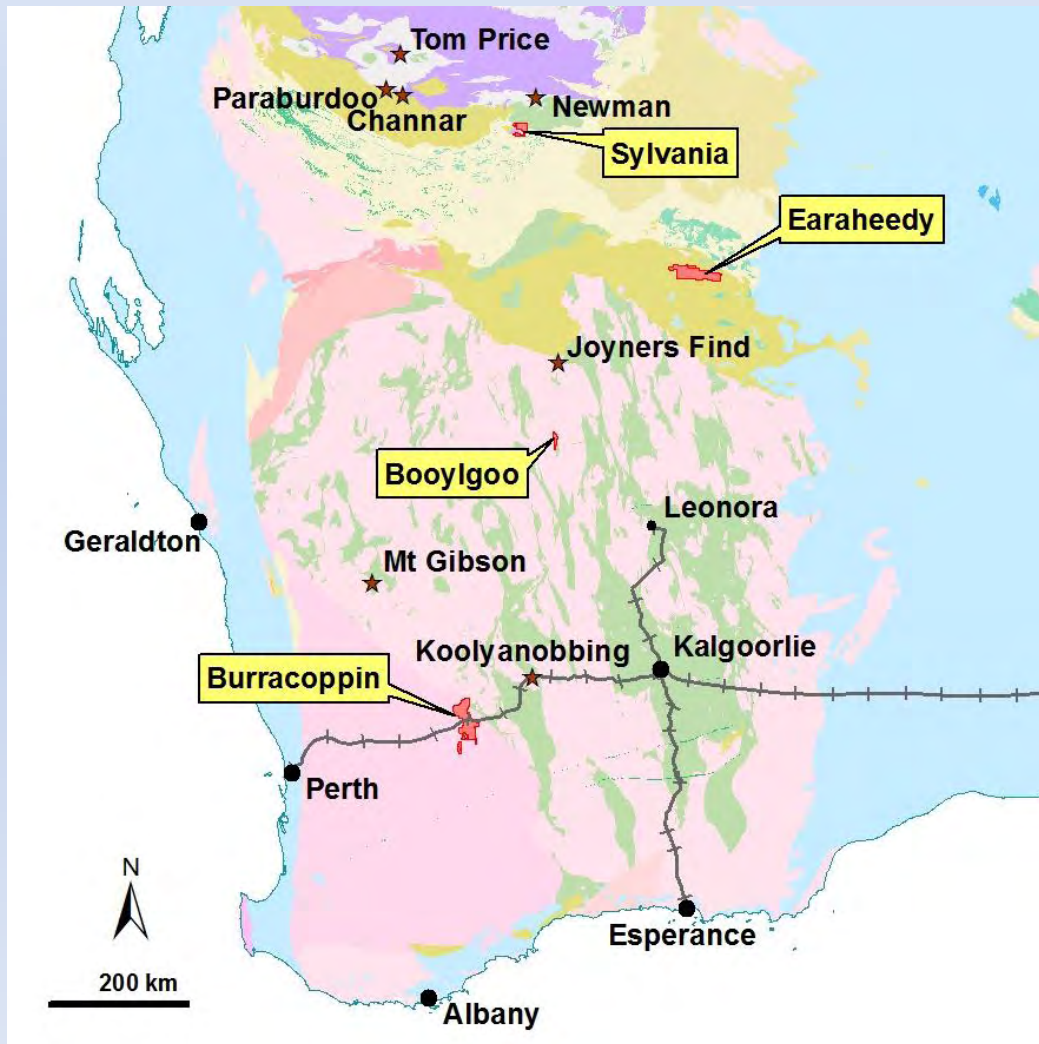 Tom Price
Paraburdoo
Channar
Newman
Sylvania
Earaheedy
Joyners Find
Booylgoo
Leonora
Geraldton
Mt Gibson
Koolyanobbing
Kalgoorlie
Burracoppin
Perth
N
Esperance
200 km
Albany